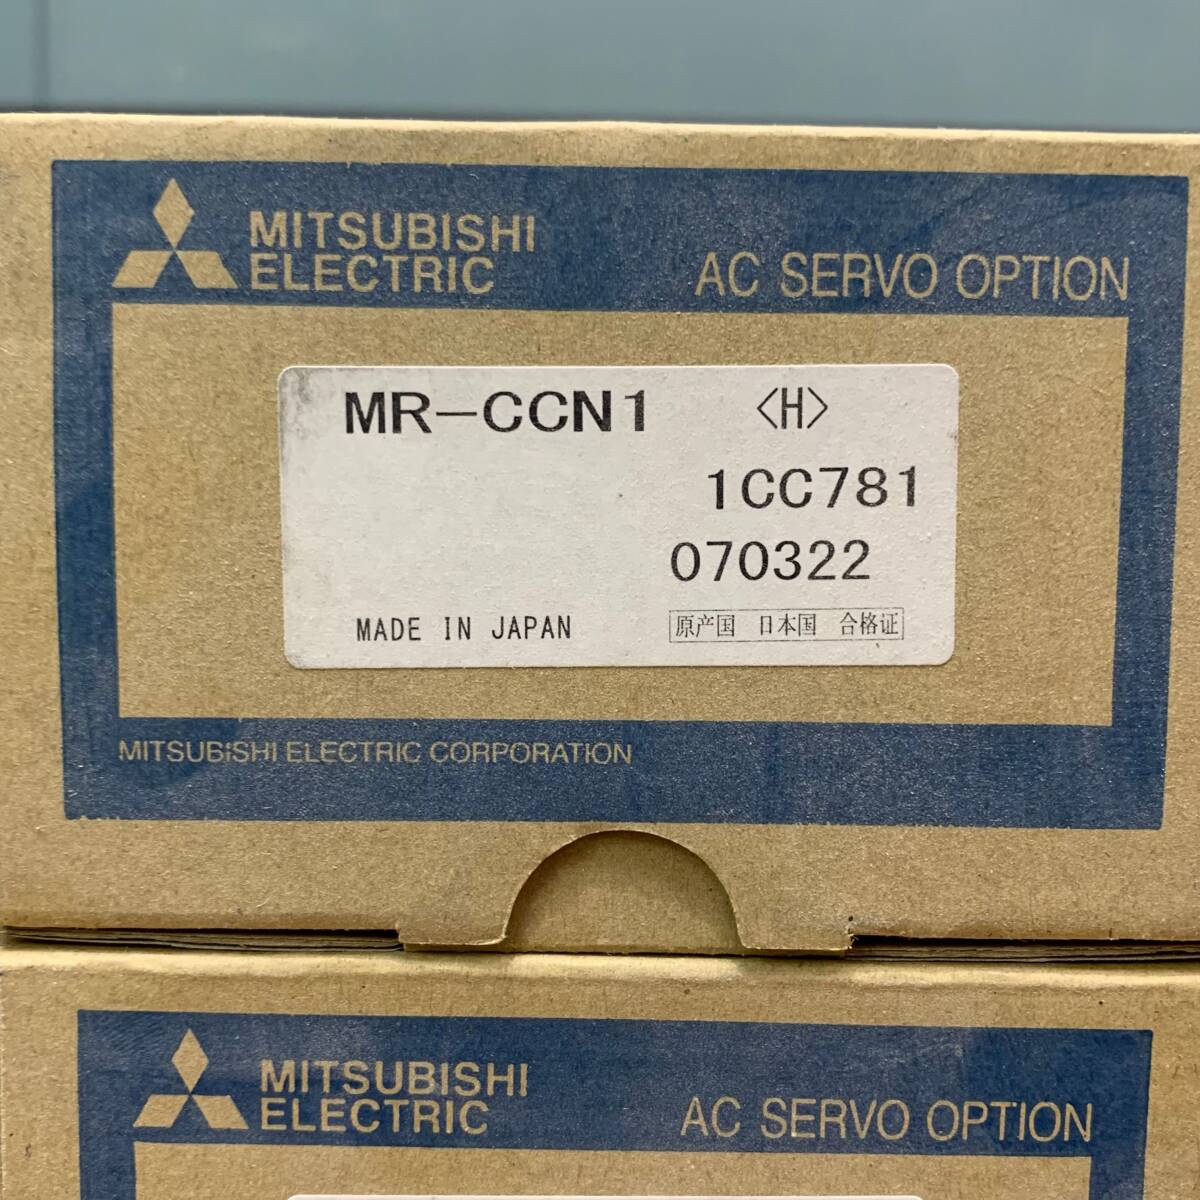 MITSUBISHI
ELECTRIC
AC SERVO OPTION
MR-CCN1 <H>
1CC781
070322
MADE IN JAPAN
原产国 日本国 合格证
MITSUBISHI ELECTRIC CORPORATION
MITSUBISHI
ELECTRIC
AC SERVO OPTION